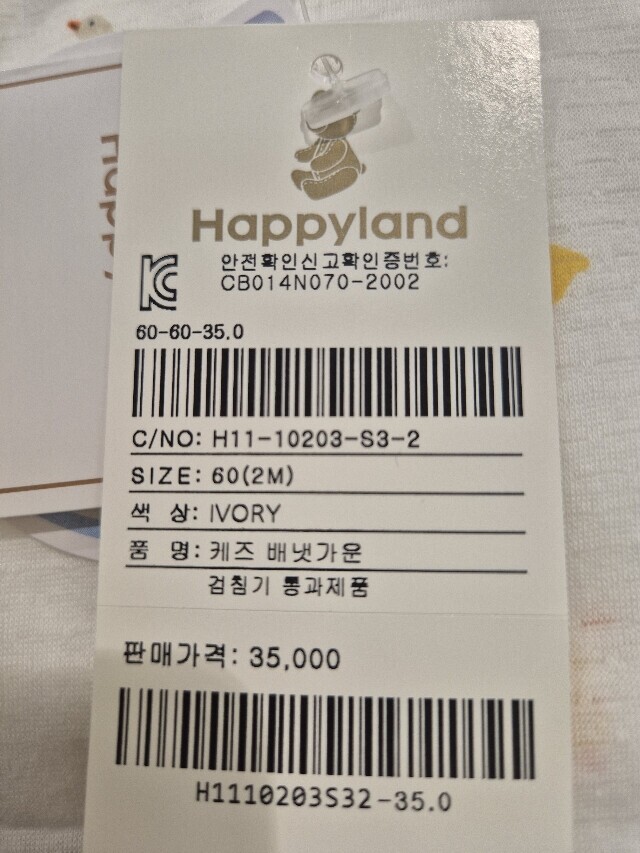 Happy
Happyland
안전확인신고확인증번호:
CB014N070-2002
60-60-35.0
C/NO: H11-10203-S3-2
SIZE: 60(2M)
색 상: IVORY
품 명: 케즈 배냇가운
검침기 통과제품
판매가격: 35,000
H1110203S32-35.0